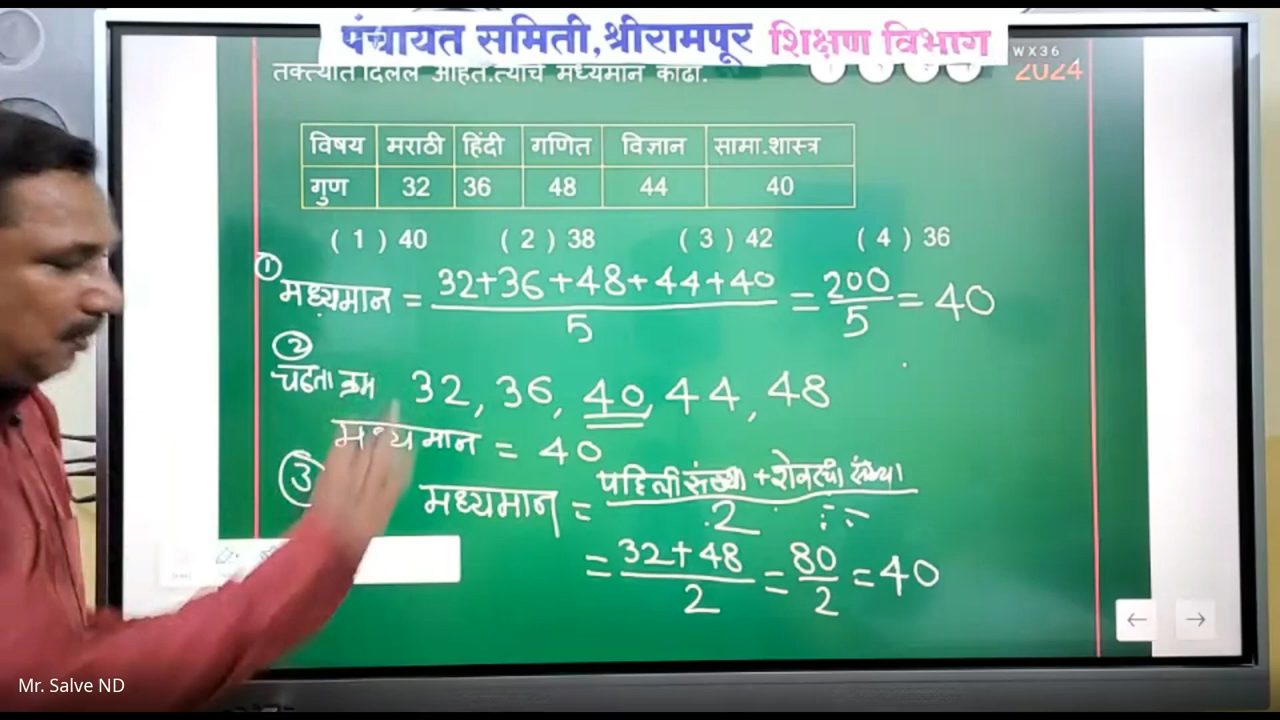 पंचायत समिती,श्रीरामपूर शिक्षण विभाग
WX36
2024
तक्त्यात दिलेले आहेत.त्यांचे मध्यमान काढा.
विषय मराठी हिंदी गणित विज्ञान सामा.शास्त्र
गुण 32 36 48 44 40
( 1 ) 40 ( 2 ) 38 ( 3 ) 42 ( 4 ) 36
① मध्यमान = 32+36+48+44+40 / 5 = 200 / 5 = 40
②
चढता क्रम 32, 36, 40, 44, 48
मध्यमान = 40
③ मध्यमान = पहिली संख्या + शेवटची संख्या / 2
= 32+48 / 2 = 80 / 2 = 40
Mr. Salve ND